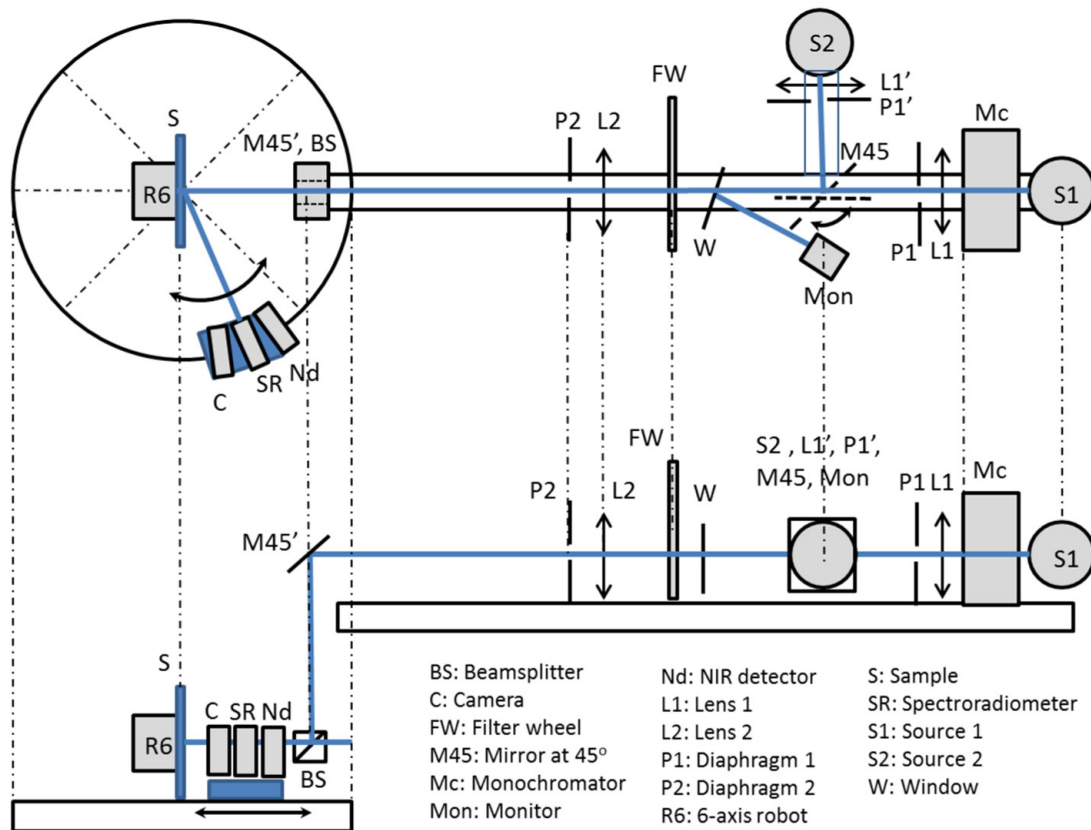 S2
FW
L1'
P1'
Mc
S
P2 L2
M45', BS
M45
R6
S1
W
P1 L1
Mon
Nd
SR
C
FW
S2 , L1', P1',
M45, Mon
Mc
P2
L2
W
P1 L1
M45'
S1
S
C SR Nd
R6
BS
BS: Beamsplitter
C: Camera
FW: Filter wheel
M45: Mirror at 45º
Mc: Monochromator
Mon: Monitor
Nd: NIR detector
L1: Lens 1
L2: Lens 2
P1: Diaphragm 1
P2: Diaphragm 2
R6: 6-axis robot
S: Sample
SR: Spectroradiometer
S1: Source 1
S2: Source 2
W: Window